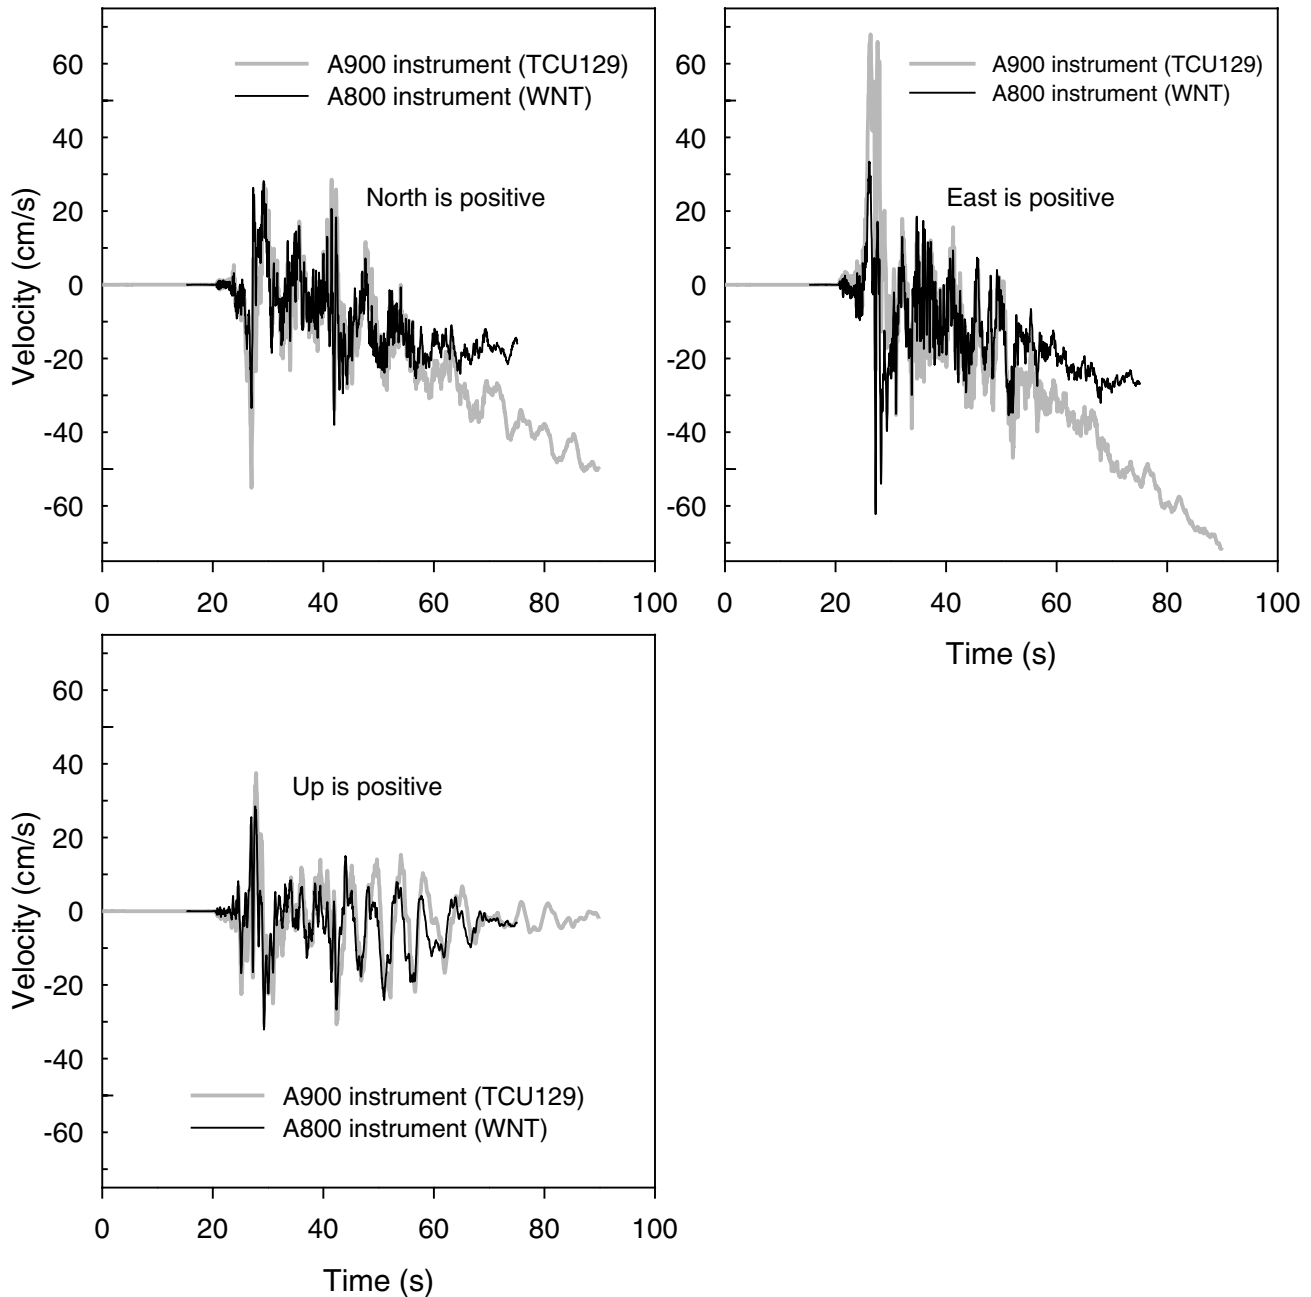 A900 instrument (TCU129)
A800 instrument (WNT)
North is positive
Velocity (cm/s)
60
40
20
0
-20
-40
-60
0 20 40 60 80 100
A900 instrument (TCU129)
A800 instrument (WNT)
East is positive
60
40
20
0
-20
-40
-60
0 20 40 60 80 100
Time (s)
Up is positive
Velocity (cm/s)
60
40
20
0
-20
-40
-60
A900 instrument (TCU129)
A800 instrument (WNT)
0 20 40 60 80 100
Time (s)